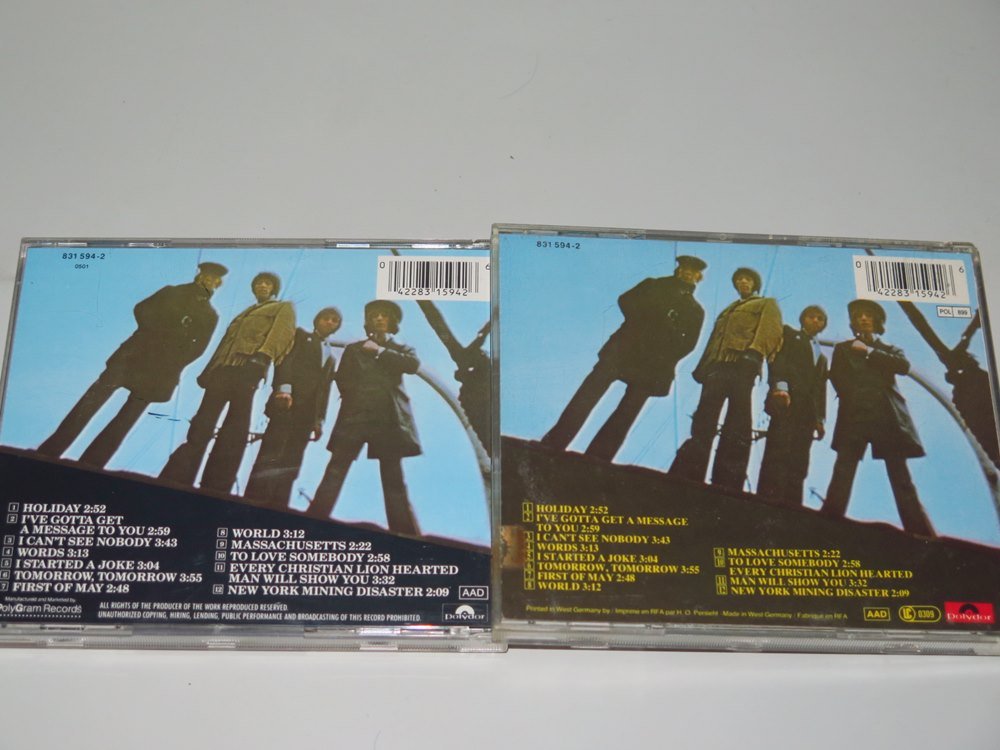 831 594-2
0501
0 42283 15942 6
1 HOLIDAY 2:52
2 I'VE GOTTA GET
A MESSAGE TO YOU 2:59
3 I CAN'T SEE NOBODY 3:43
4 WORDS 3:13
5 I STARTED A JOKE 3:04
6 TOMORROW, TOMORROW 3:55
7 FIRST OF MAY 2:48
8 WORLD 3:12
9 MASSACHUSETTS 2:22
10 TO LOVE SOMEBODY 2:58
11 EVERY CHRISTIAN LION HEARTED
MAN WILL SHOW YOU 3:32
12 NEW YORK MINING DISASTER 2:09
AAD
Manufactured and Marketed by
PolyGram Records
ALL RIGHTS OF THE PRODUCER OF THE WORK REPRODUCED RESERVED.
UNAUTHORIZED COPYING, HIRING, LENDING, PUBLIC PERFORMANCE AND BROADCASTING OF THIS RECORD PROHIBITED.
Polydor
831 594-2
0 42283 15942 6
POL 899
1 HOLIDAY 2:52
2 I'VE GOTTA GET A MESSAGE
TO YOU 2:59
I CAN'T SEE NOBODY 3:43
WORDS 3:13
I STARTED A JOKE 3:04
TOMORROW, TOMORROW 3:55
FIRST OF MAY 2:48
8 WORLD 3:12
9 MASSACHUSETTS 2:22
10 TO LOVE SOMEBODY 2:58
EVERY CHRISTIAN LION HEARTED
11 MAN WILL SHOW YOU 3:32
12 NEW YORK MINING DISASTER 2:09
Printed in West Germany by / Imprimé en RFA par H. O. Persiehl · Made in West Germany / Fabriqué en RFA
AAD
LC 0309
Polydor